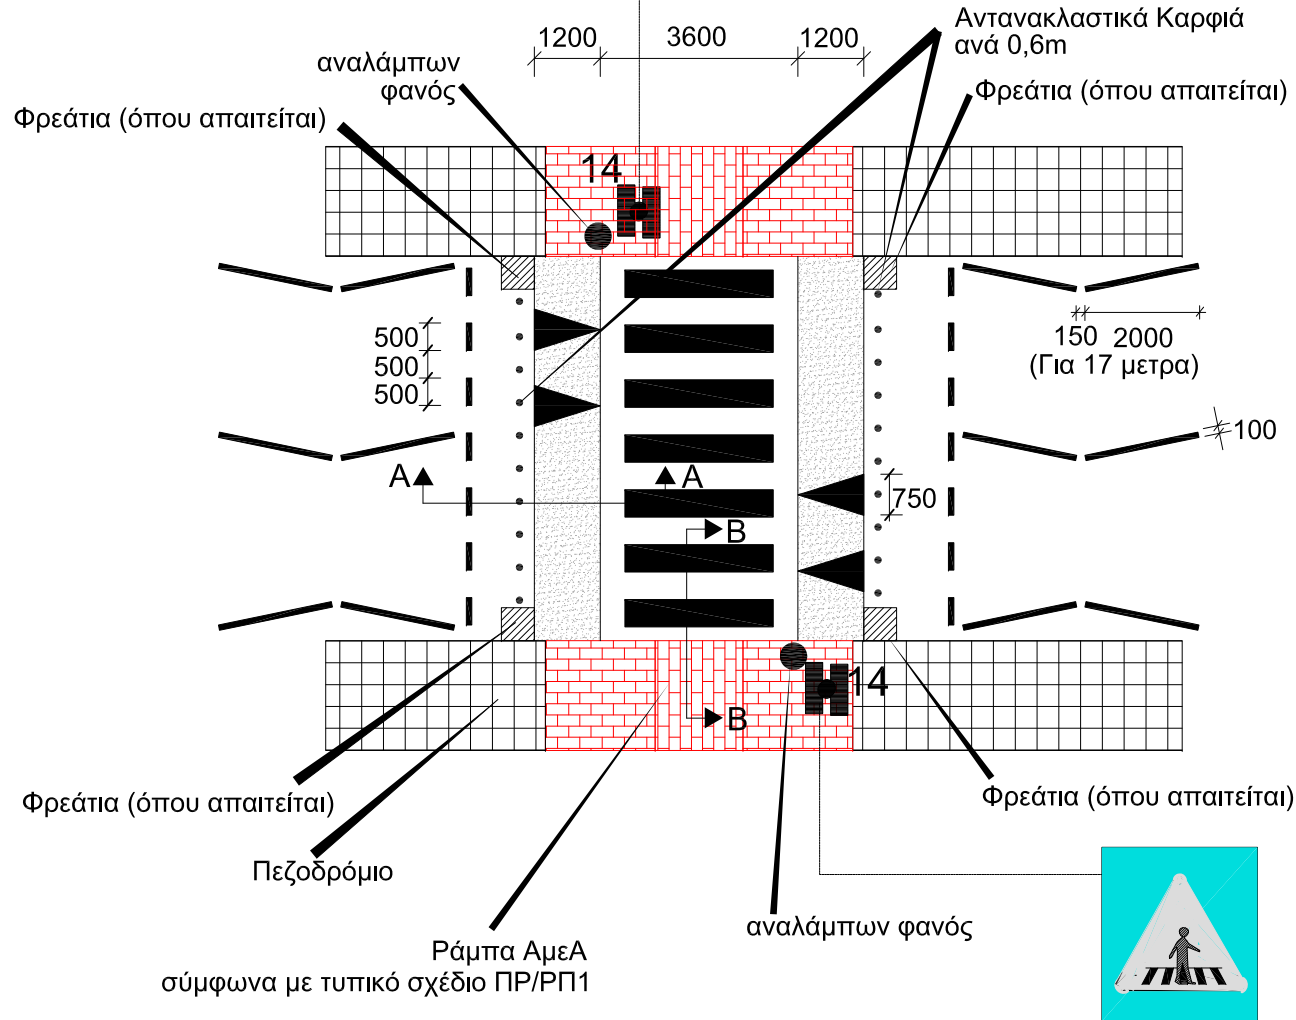 1200
3600
1200
Αντανακλαστικά Καρφιά
ανά 0,6m
αναλάμπων
φανός
Φρεάτια (όπου απαιτείται)
Φρεάτια (όπου απαιτείται)
14
500
500
500
150 2000
(Για 17 μετρα)
100
A
A
750
B
B
14
Φρεάτια (όπου απαιτείται)
Φρεάτια (όπου απαιτείται)
Πεζοδρόμιο
αναλάμπων φανός
Ράμπα ΑμεΑ
σύμφωνα με τυπικό σχέδιο ΠΡ/ΡΠ1